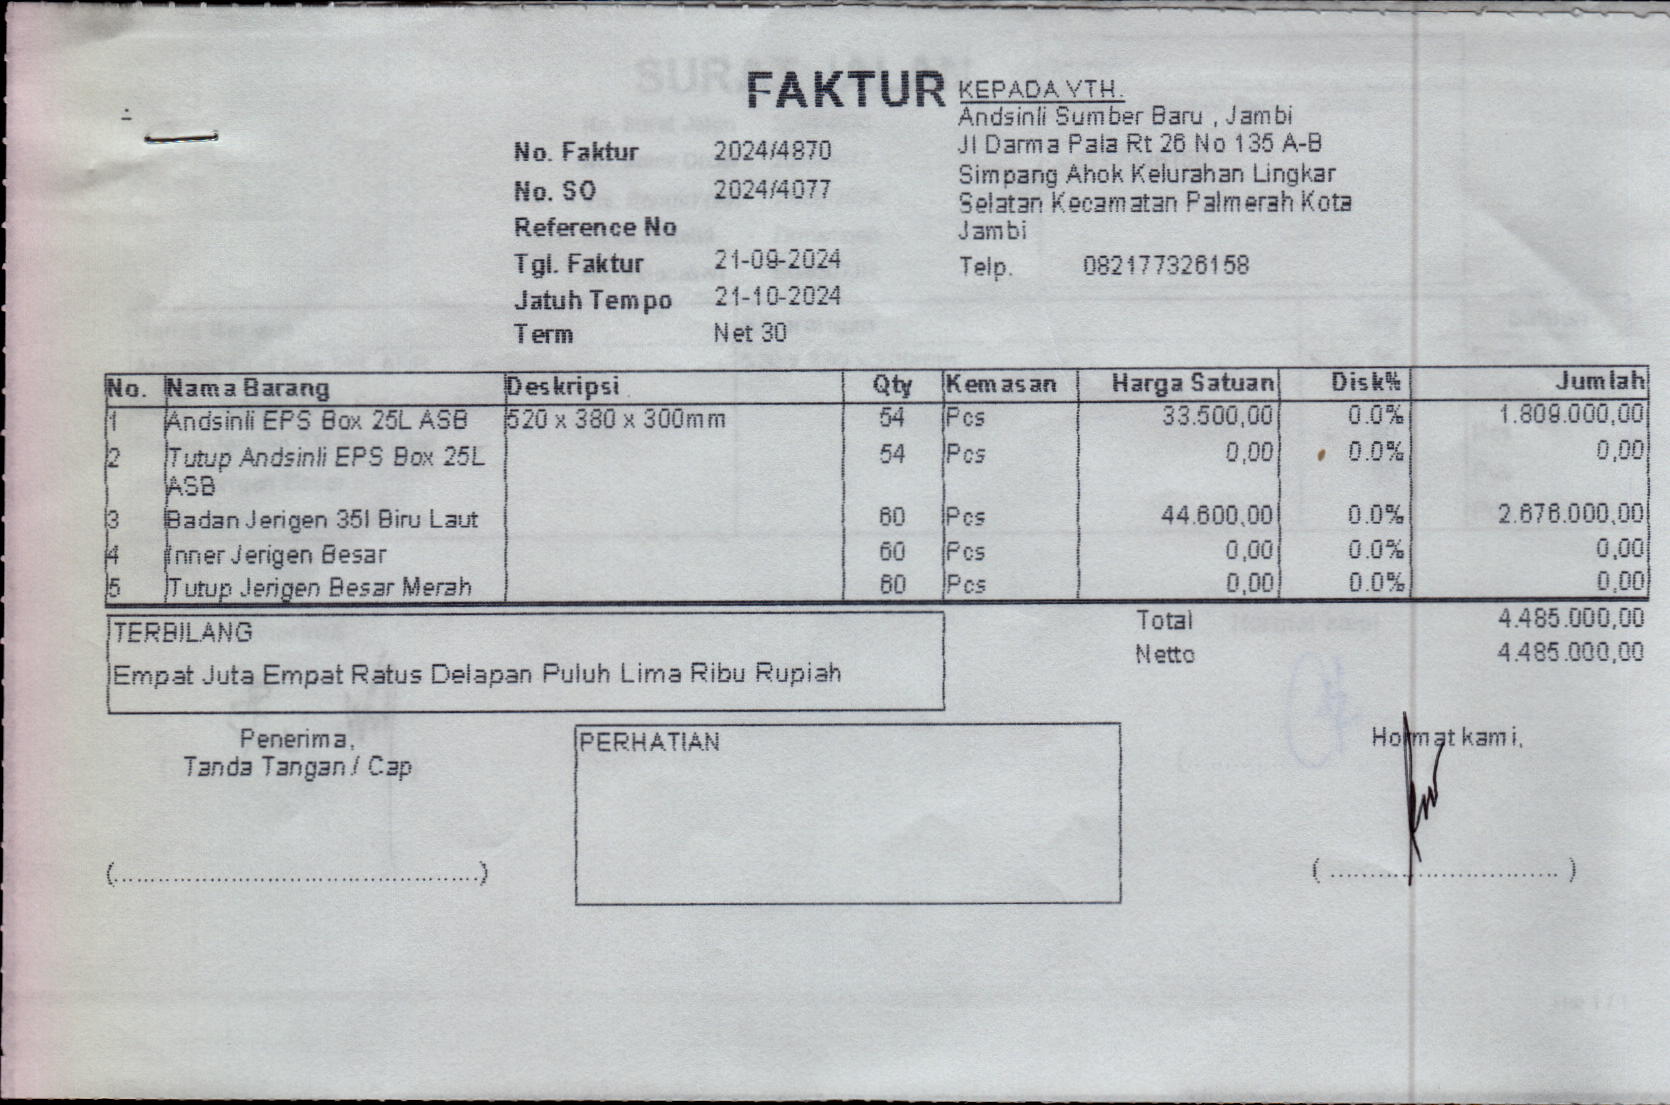 FAKTUR
No. Faktur 2024/4870
No. SO 2024/4077
Reference No
Tgl. Faktur 21-09-2024
Jatuh Tempo 21-10-2024
Term Net 30
KEPADA YTH.
Andsinli Sumber Baru , Jambi
Jl Darma Pala Rt 26 No 135 A-B
Simpang Ahok Kelurahan Lingkar
Selatan Kecamatan Palmerah Kota
Jambi
Telp. 082177326158
No. Nama Barang Deskripsi Qty Kemasan Harga Satuan Disk% Jumlah
1 Andsinli EPS Box 25L ASB 520 x 380 x 300mm 54 Pcs 33.500,00 0.0% 1.809.000,00
2 Tutup Andsinli EPS Box 25L 54 Pcs 0,00 0.0% 0,00
ASB
3 Badan Jerigen 35l Biru Laut 60 Pcs 44.600,00 0.0% 2.676.000,00
4 Inner Jerigen Besar 60 Pcs 0,00 0.0% 0,00
5 Tutup Jerigen Besar Merah 60 Pcs 0,00 0.0% 0,00
TERBILANG
Empat Juta Empat Ratus Delapan Puluh Lima Ribu Rupiah
Total 4.485.000,00
Netto 4.485.000,00
Penerima,
Tanda Tangan / Cap
(................................................)
PERHATIAN
Hormat kami,
( .............................. )